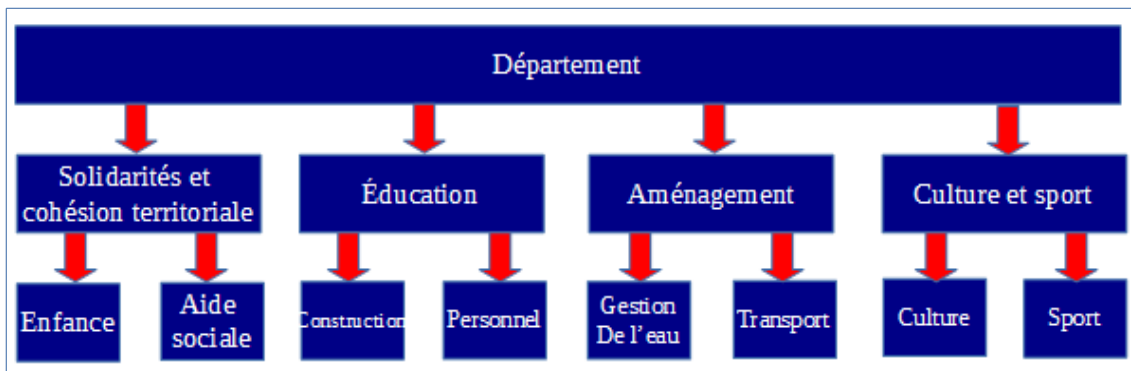 Département
Solidarités et
cohésion territoriale
Éducation
Aménagement
Culture et sport
Enfance
Aide
sociale
Construction
Personnel
Gestion
De l’eau
Transport
Culture
Sport